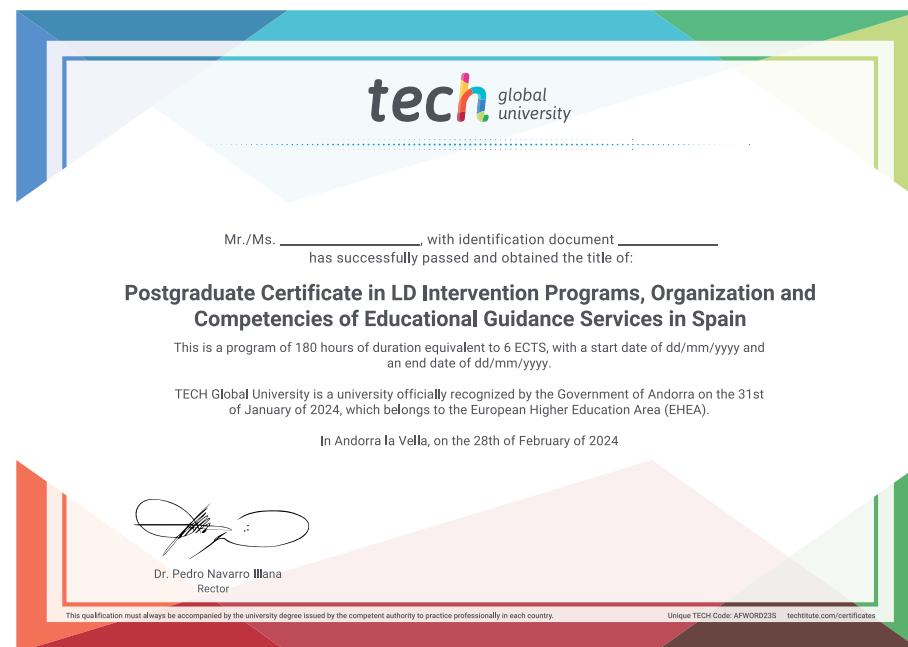 tech global
university
Mr./Ms. ____________, with identification document ____________
has successfully passed and obtained the title of:
Postgraduate Certificate in LD Intervention Programs, Organization and
Competencies of Educational Guidance Services in Spain
This is a program of 180 hours of duration equivalent to 6 ECTS, with a start date of dd/mm/yyyy and
an end date of dd/mm/yyyy.
TECH Global University is a university officially recognized by the Government of Andorra on the 31st
of January of 2024, which belongs to the European Higher Education Area (EHEA).
In Andorra la Vella, on the 28th of February of 2024
Dr. Pedro Navarro Illana
Rector
This qualification must always be accompanied by the university degree issued by the competent authority to practice professionally in each country. Unique TECH Code: AFWORD23S techtitute.com/certificates